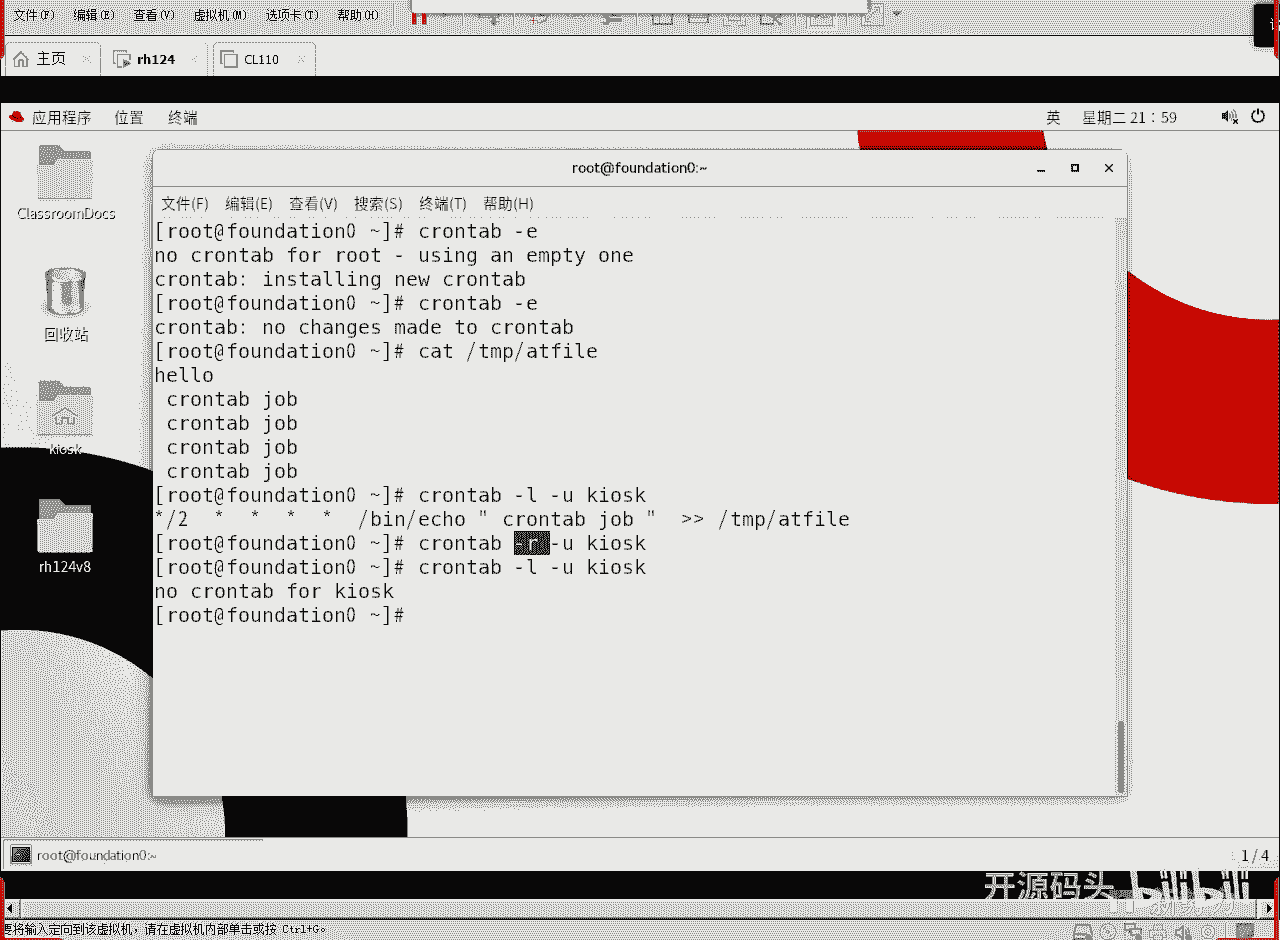 文件(F) 编辑(E) 查看(V) 虚拟机(M) 选项卡(T) 帮助(H)
主页 × rh124 × CL110 ×
应用程序 位置 终端 英 星期二 21：59
ClassroomDocs
回收站
kiosk
rh124v8
root@foundation0:~
文件(F) 编辑(E) 查看(V) 搜索(S) 终端(T) 帮助(H)
[root@foundation0 ~]# crontab -e
no crontab for root - using an empty one
crontab: installing new crontab
[root@foundation0 ~]# crontab -e
crontab: no changes made to crontab
[root@foundation0 ~]# cat /tmp/atfile
hello
 crontab job
 crontab job
 crontab job
 crontab job
[root@foundation0 ~]# crontab -l -u kiosk
*/2  *  *  *  *  /bin/echo " crontab job "  >> /tmp/atfile
[root@foundation0 ~]# crontab -r -u kiosk
[root@foundation0 ~]# crontab -l -u kiosk
no crontab for kiosk
[root@foundation0 ~]#
root@foundation0:~
1 / 4
开源码头 bilibili
要将输入定向到该虚拟机，请在虚拟机内部单击或按 Ctrl+G。